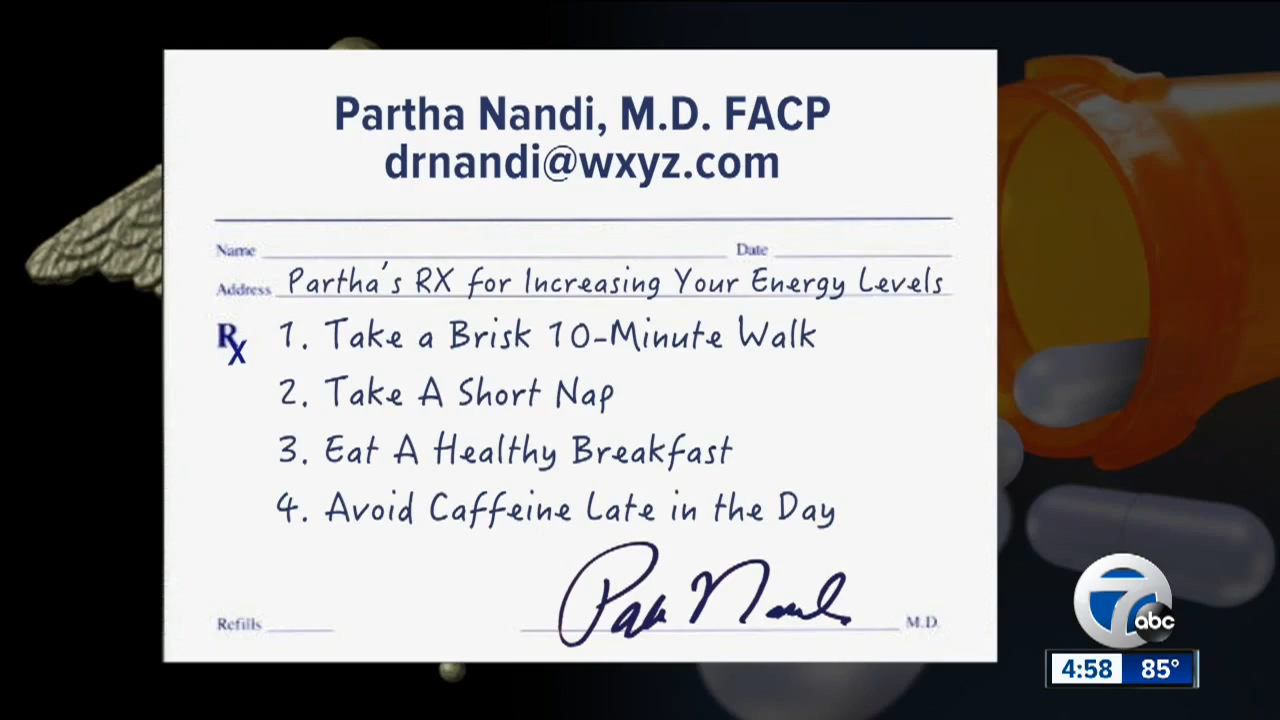 Partha Nandi, M.D. FACP
drnandi@wxyz.com
Name
Date
Address Partha's RX for Increasing Your Energy Levels
Rx 1. Take a Brisk 10-Minute Walk
2. Take A Short Nap
3. Eat A Healthy Breakfast
4. Avoid Caffeine Late in the Day
Refills
Par Nandi M.D.
7 abc
4:58 85°